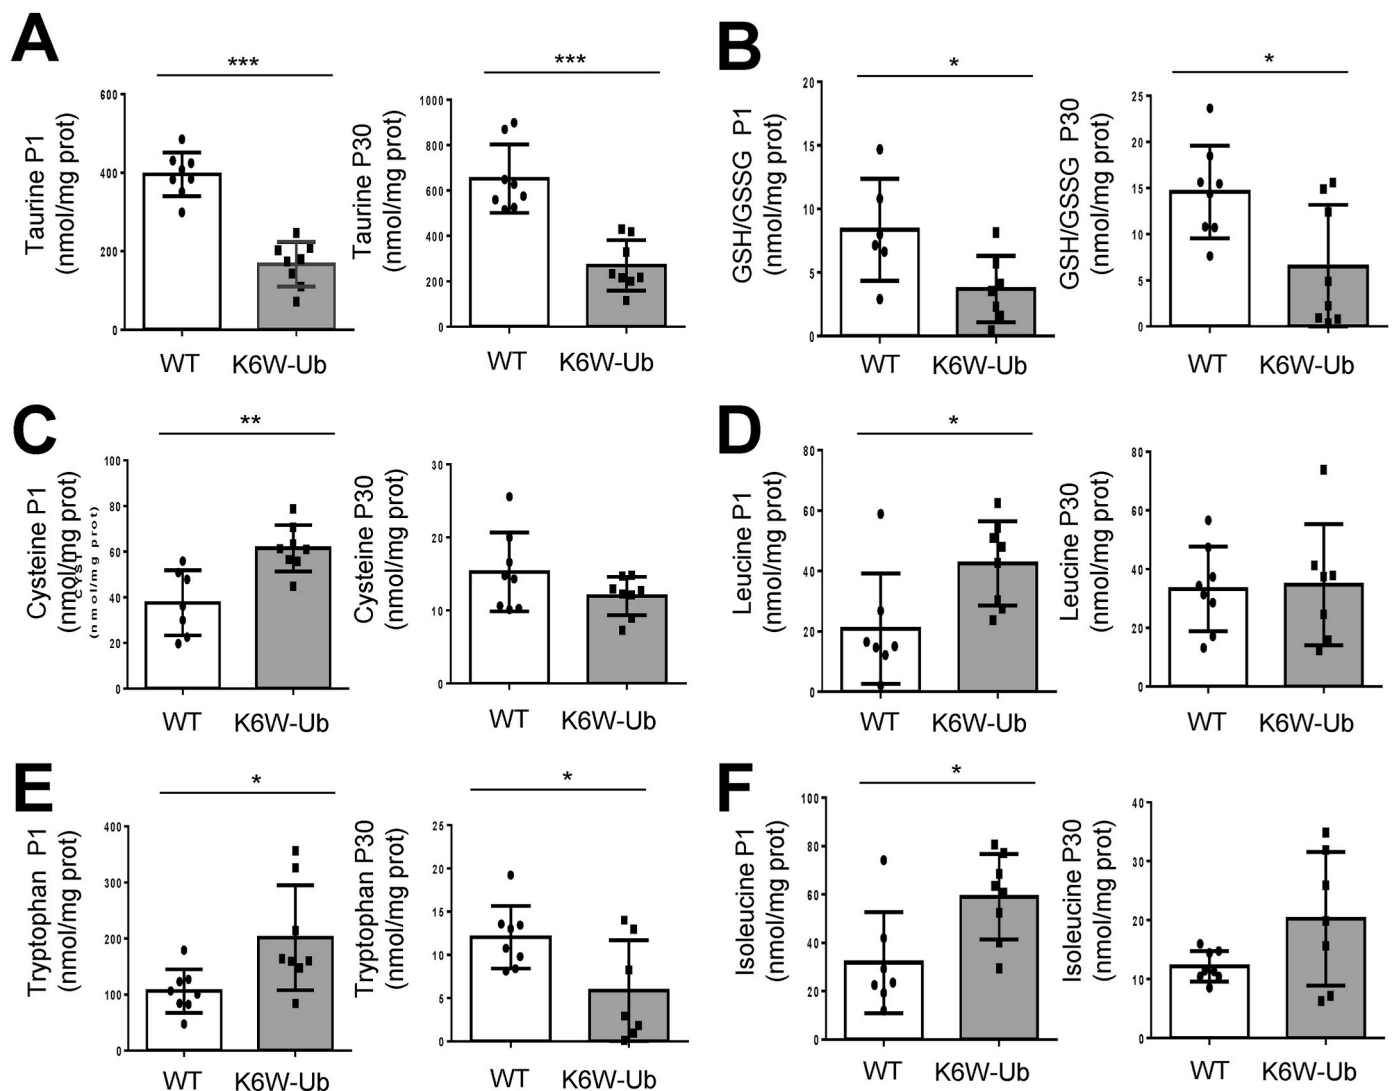 A
Taurine P1
(nmol/mg prot)
***
600
400
200
0
WT
K6W-Ub
Taurine P30
(nmol/mg prot)
***
1000
800
600
400
200
0
WT
K6W-Ub
B
GSH/GSSG P1
(nmol/mg prot)
*
20
15
10
5
0
WT
K6W-Ub
GSH/GSSG P30
(nmol/mg prot)
*
25
20
15
10
5
0
WT
K6W-Ub
C
Cysteine P1
(nmol/mg prot)
CYST
(nmol/mg prot)
**
100
80
60
40
20
0
WT
K6W-Ub
Cysteine P30
(nmol/mg prot)
30
20
10
0
WT
K6W-Ub
D
Leucine P1
(nmol/mg prot)
*
80
60
40
20
0
WT
K6W-Ub
Leucine P30
(nmol/mg prot)
80
60
40
20
0
WT
K6W-Ub
E
Tryptophan P1
(nmol/mg prot)
*
400
300
200
100
0
WT
K6W-Ub
Tryptophan P30
(nmol/mg prot)
*
25
20
15
10
5
0
WT
K6W-Ub
F
Isoleucine P1
(nmol/mg prot)
*
100
80
60
40
20
0
WT
K6W-Ub
Isoleucine P30
(nmol/mg prot)
40
30
20
10
0
WT
K6W-Ub